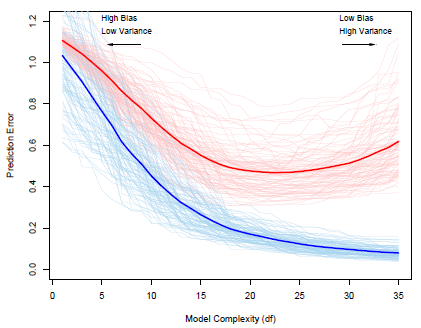 High Bias
Low Variance
Low Bias
High Variance
Prediction Error
0.0
0.2
0.4
0.6
0.8
1.0
1.2
0
5
10
15
20
25
30
35
Model Complexity (df)